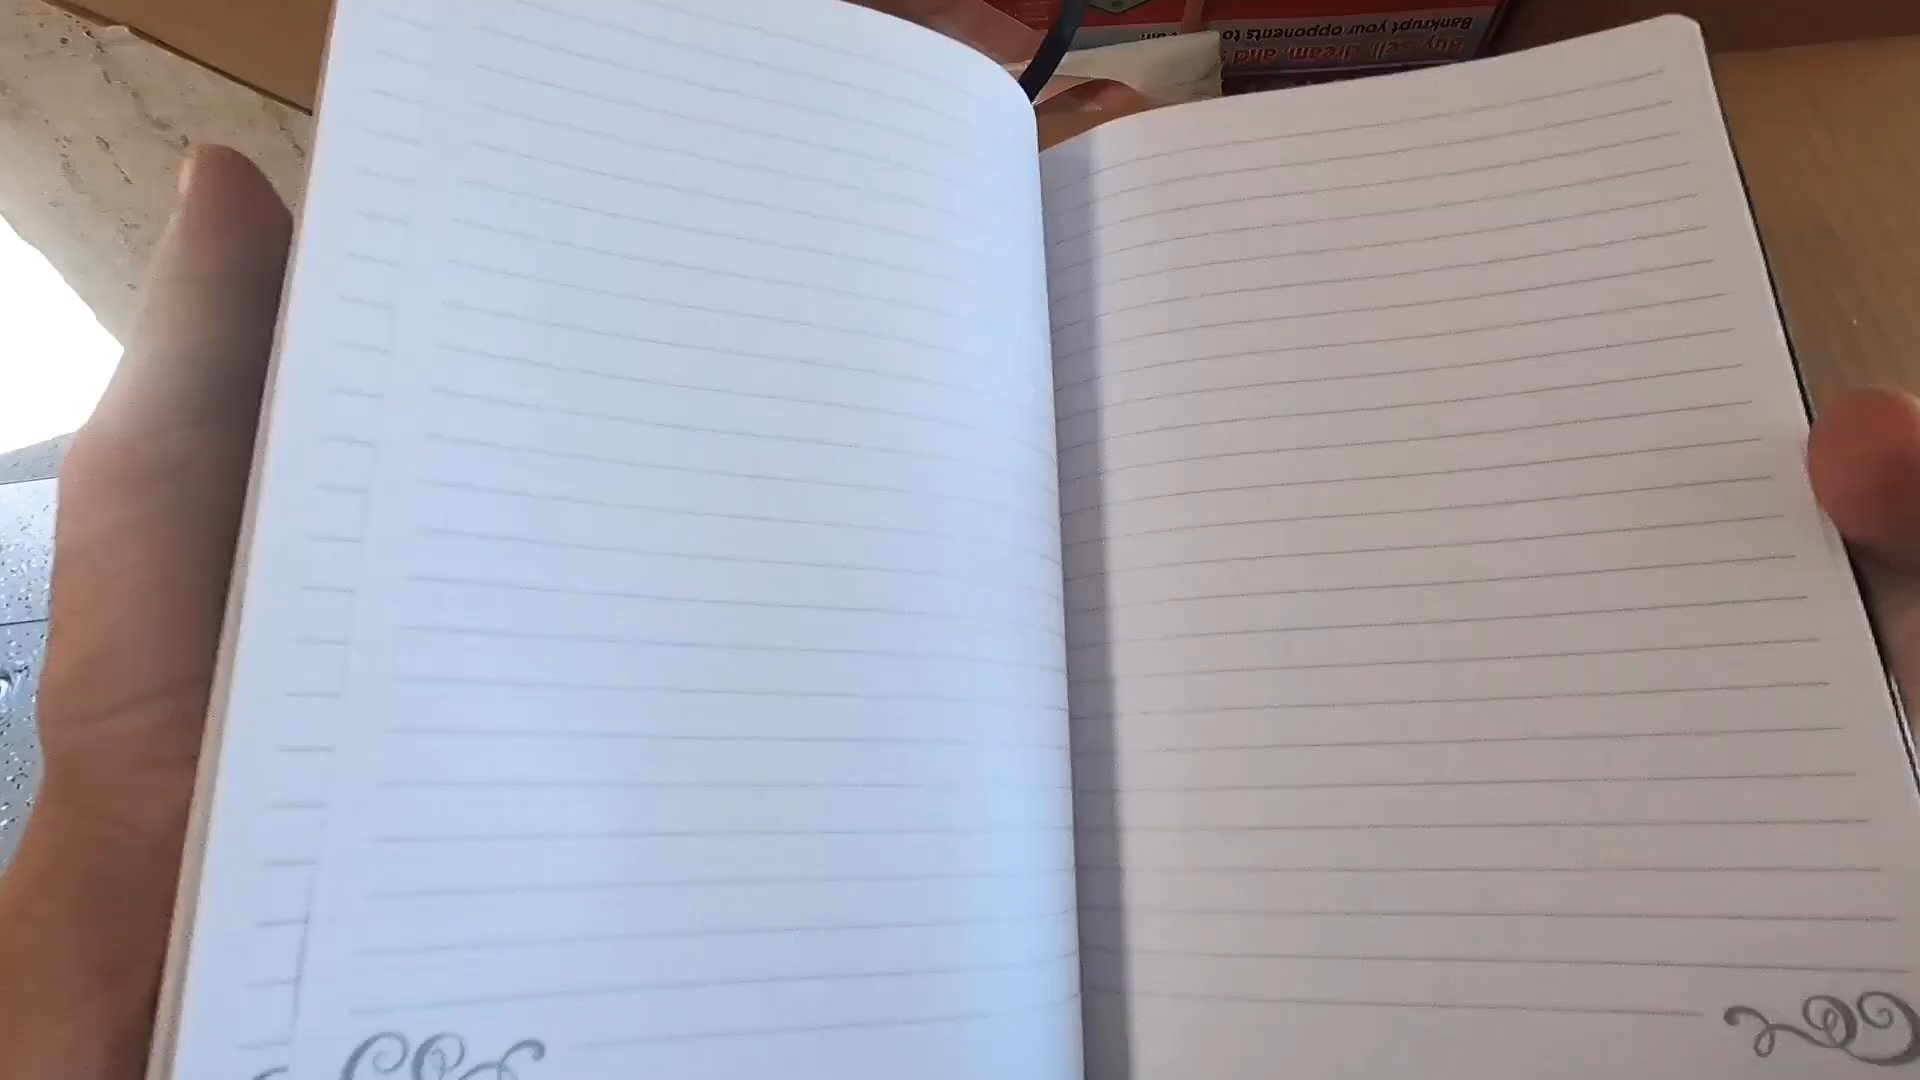 Buy, sell, dream, and
Bankrupt your opponents to